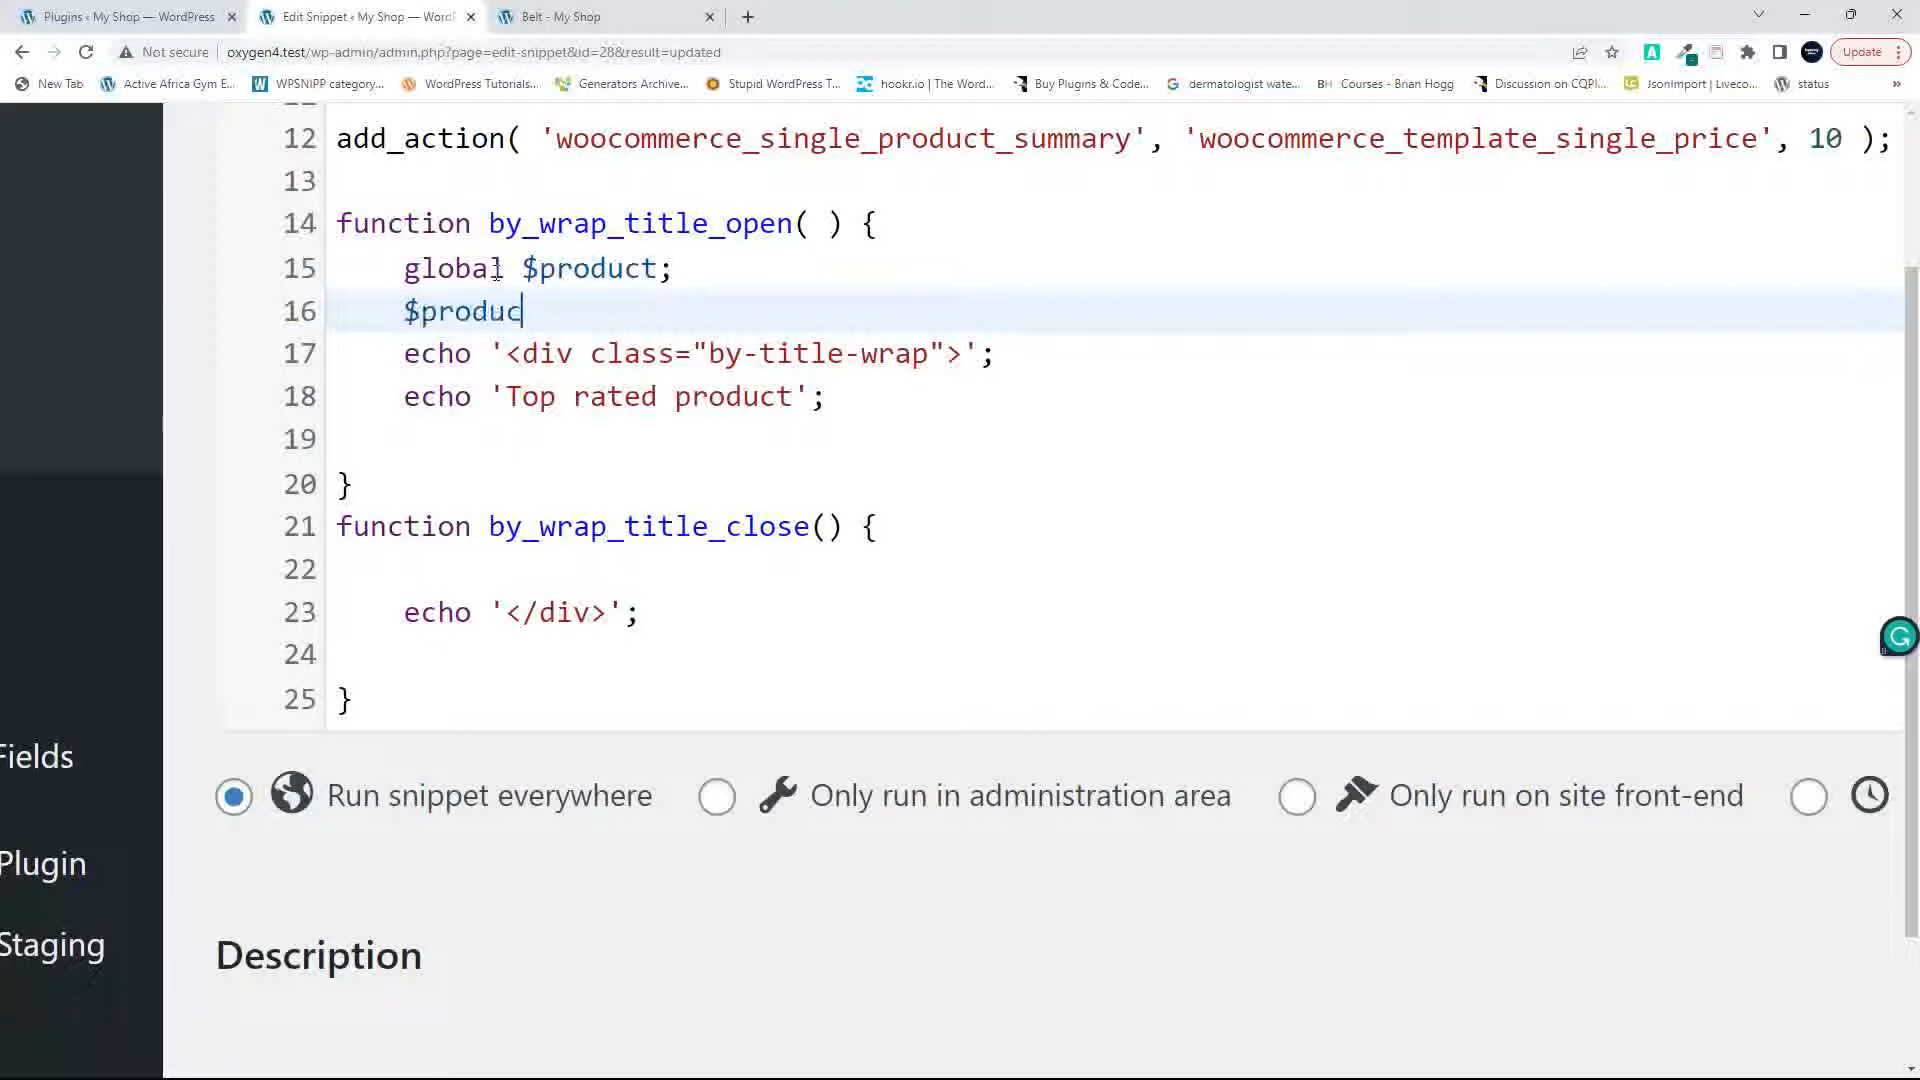 Plugins ‹ My Shop — WordPress
Edit Snippet ‹ My Shop — WordP
Belt - My Shop
Not secure
oxygen4.test/wp-admin/admin.php?page=edit-snippet&id=28&result=updated
Update
New Tab
Active Africa Gym E...
WPSNIPP category...
WordPress Tutorials...
Generators Archive...
Stupid WordPress T...
hookr.io | The Word...
Buy Plugins & Code...
dermatologist wate...
BH Courses - Brian Hogg
Discussion on CQPI...
Jsonimport | Liveco...
status
»
12 add_action( 'woocommerce_single_product_summary', 'woocommerce_template_single_price', 10 );
13
14 function by_wrap_title_open( ) {
15 global $product;
16 $produc
17 echo '<div class="by-title-wrap">';
18 echo 'Top rated product';
19
20 }
21 function by_wrap_title_close() {
22
23 echo '</div>';
24
25 }
Run snippet everywhere
Only run in administration area
Only run on site front-end
Fields
Plugin
Staging
Description